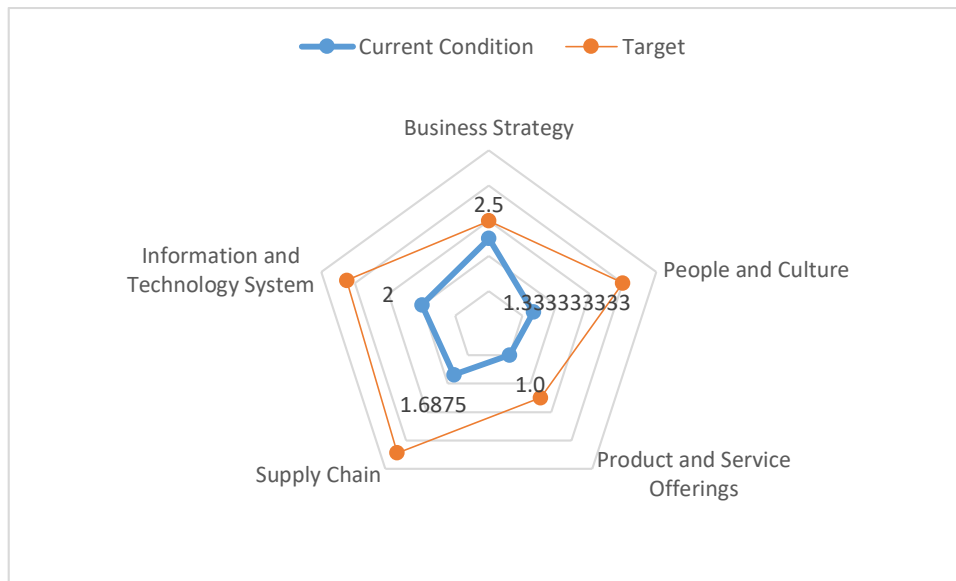 Current Condition
Target
Business Strategy
2.5
Information and
Technology System
People and Culture
2
1.333333333
1.0
1.6875
Supply Chain
Product and Service
Offerings